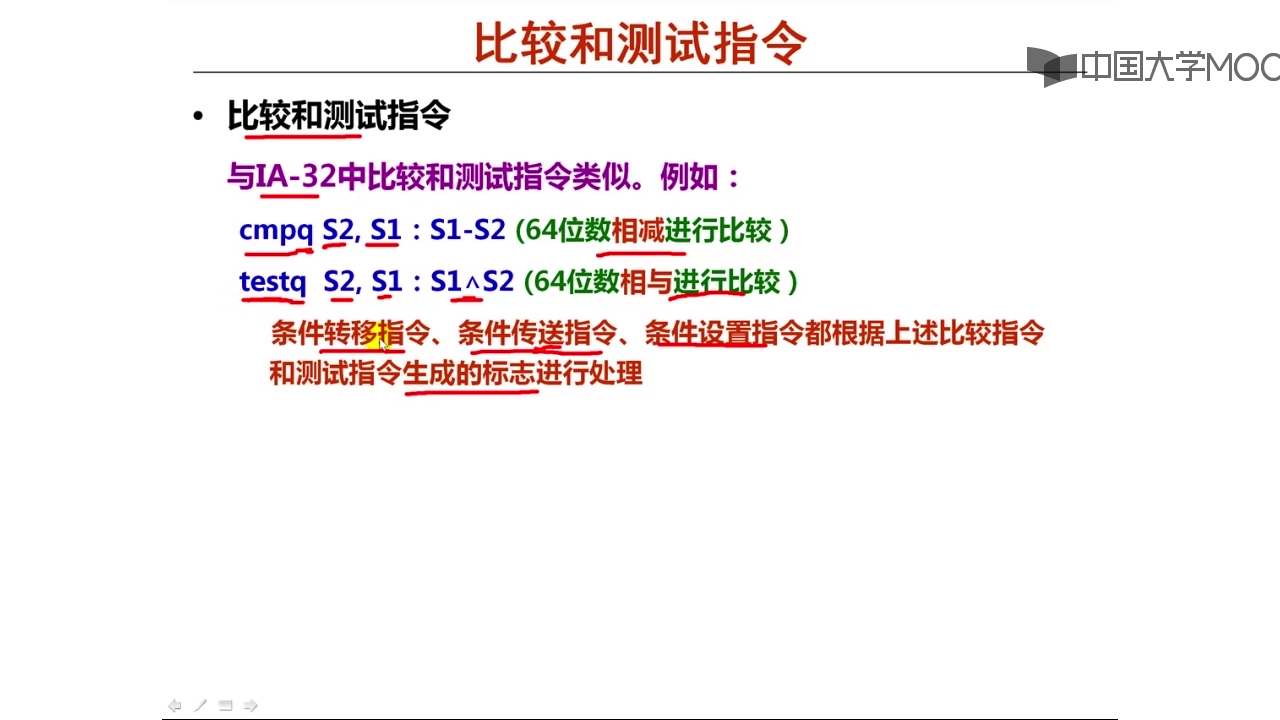 比较和测试指令
中国大学MOO
• 比较和测试指令
与IA-32中比较和测试指令类似。例如：
cmpq S2, S1：S1-S2 (64位数相减进行比较）
testq S2, S1：S1∧S2 (64位数相与进行比较）
条件转移指令、条件传送指令、条件设置指令都根据上述比较指令
和测试指令生成的标志进行处理